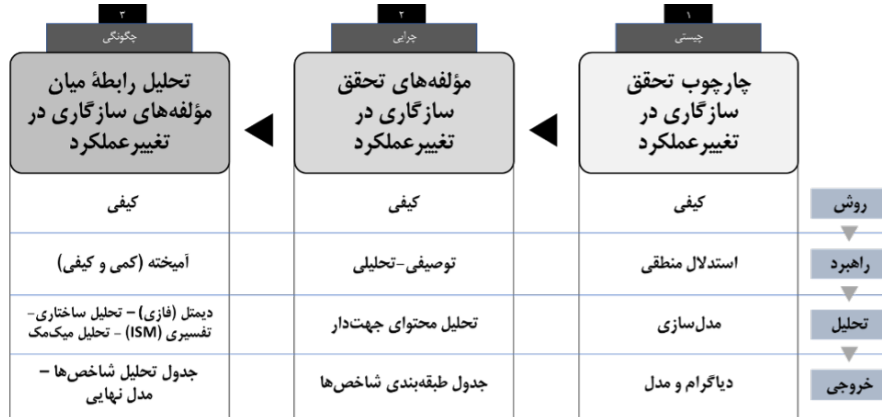 ۱
۲
۳
چیستی
چرایی
چگونگی
چارچوب تحقق
سازگاری در
تغییرعملکرد
مؤلفه‌های تحقق
سازگاری در
تغییرعملکرد
تحلیل رابطهٔ میان
مؤلفه‌های سازگاری در
تغییرعملکرد
روش
کیفی
کیفی
کیفی
راهبرد
استدلال منطقی
توصیفی-تحلیلی
آمیخته (کمی و کیفی)
تحلیل
مدل‌سازی
تحلیل محتوای جهت‌دار
دیمتل (فازی) – تحلیل ساختاری-
تفسیری (ISM) - تحلیل میک‌مک
خروجی
دیاگرام و مدل
جدول طبقه‌بندی شاخص‌ها
جدول تحلیل شاخص‌ها –
مدل نهایی